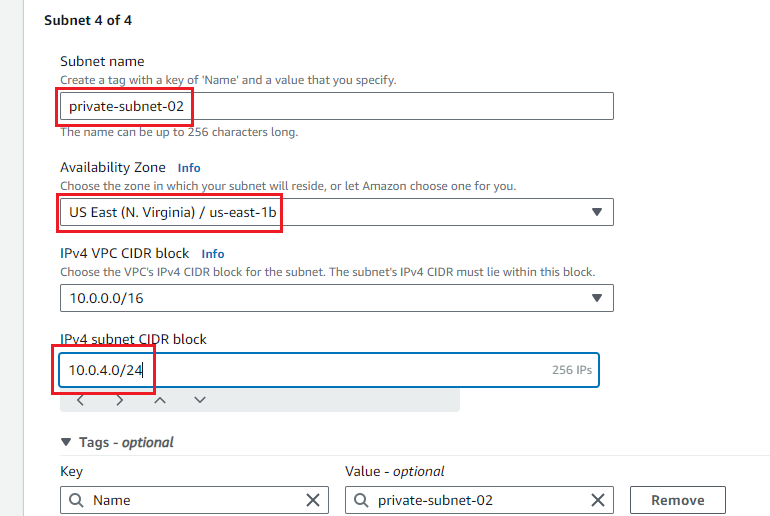 Subnet 4 of 4
Subnet name
Create a tag with a key of 'Name' and a value that you specify.
private-subnet-02
The name can be up to 256 characters long.
Availability Zone Info
Choose the zone in which your subnet will reside, or let Amazon choose one for you.
US East (N. Virginia) / us-east-1b
IPv4 VPC CIDR block Info
Choose the VPC's IPv4 CIDR block for the subnet. The subnet's IPv4 CIDR must lie within this block.
10.0.0.0/16
IPv4 subnet CIDR block
10.0.4.0/24 256 IPs
Tags - optional
Key Value - optional
Name private-subnet-02 Remove